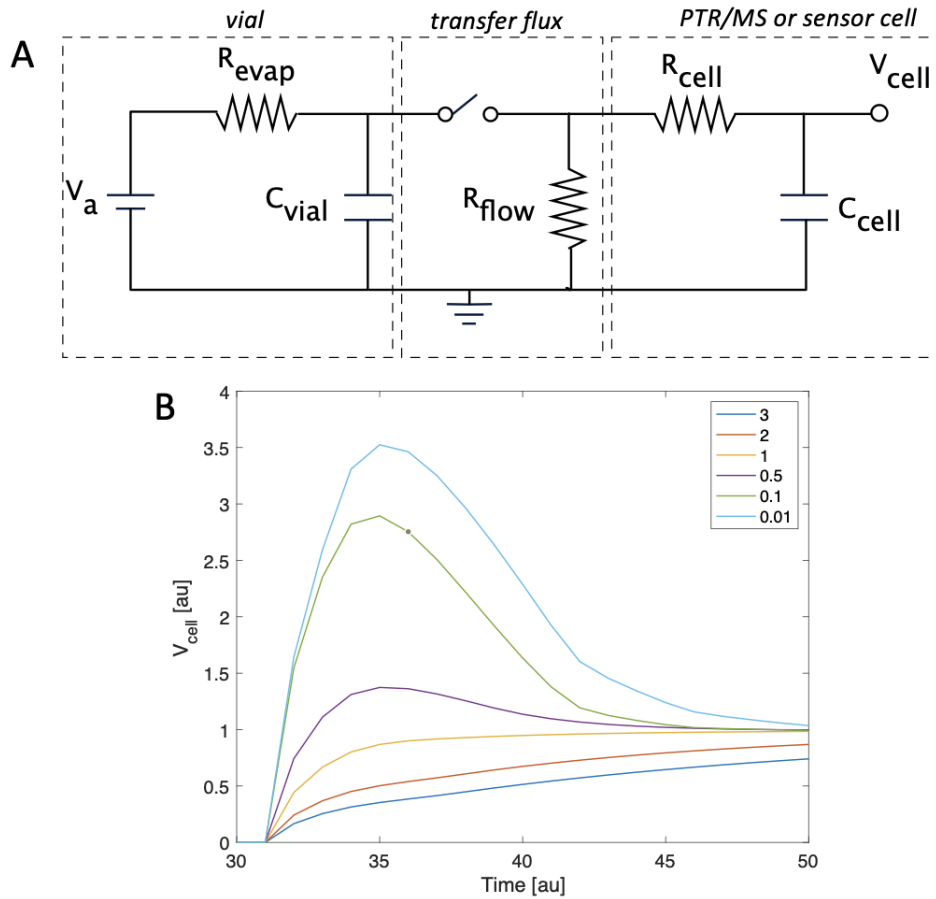 vial
transfer flux
PTR/MS or sensor cell
A
R_evap
R_cell
V_cell
V_a
C_vial
R_flow
C_cell
B
4
3.5
3
2.5
2
1.5
1
0.5
0
V_cell [au]
3
2
1
0.5
0.1
0.01
30
35
40
45
50
Time [au]